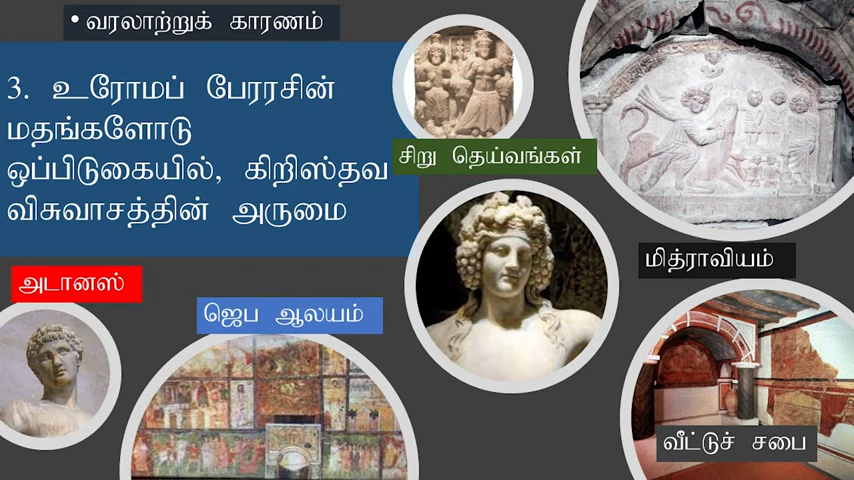 • வரலாற்றுக் காரணம்
3. உரோமப் பேரரசின்
மதங்களோடு
ஒப்பிடுகையில், கிறிஸ்தவ
விசுவாசத்தின் அருமை
சிறு தெய்வங்கள்
மித்ராவியம்
அடானஸ்
ஜெப ஆலயம்
வீட்டுச் சபை